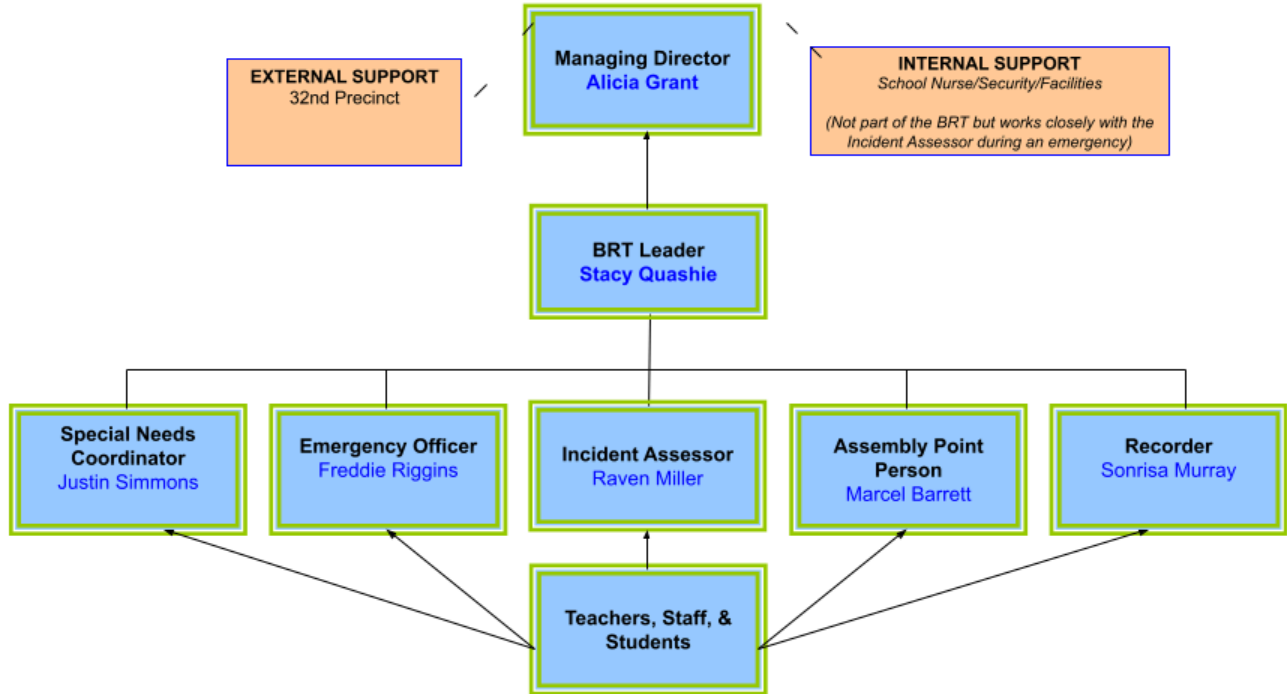 Managing Director
Alicia Grant
EXTERNAL SUPPORT
32nd Precinct
INTERNAL SUPPORT
School Nurse/Security/Facilities
(Not part of the BRT but works closely with the
Incident Assessor during an emergency)
BRT Leader
Stacy Quashie
Special Needs
Coordinator
Justin Simmons
Emergency Officer
Freddie Riggins
Incident Assessor
Raven Miller
Assembly Point
Person
Marcel Barrett
Recorder
Sonrisa Murray
Teachers, Staff, &
Students